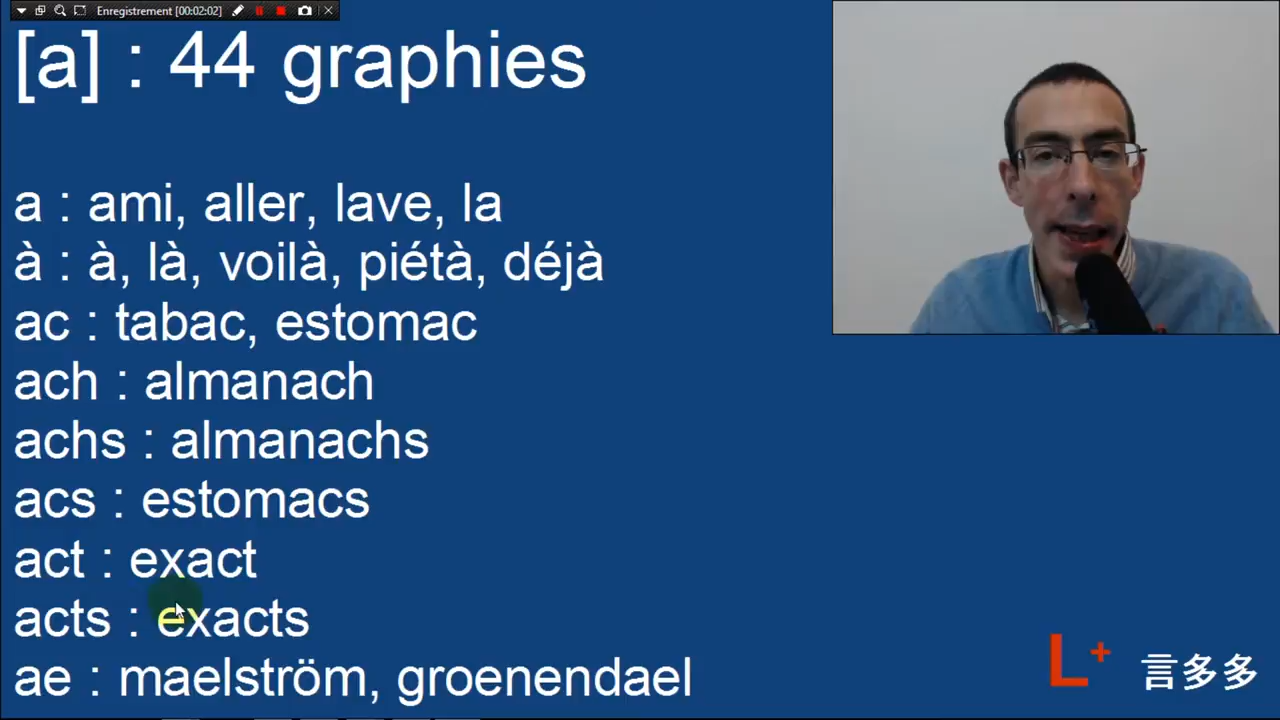 Enregistrement [00:02:02]
[a] : 44 graphies
a : ami, aller, lave, la
à : à, là, voilà, piétà, déjà
ac : tabac, estomac
ach : almanach
achs : almanachs
acs : estomacs
act : exact
acts : exacts
ae : maelström, groenendael
L+ 言多多